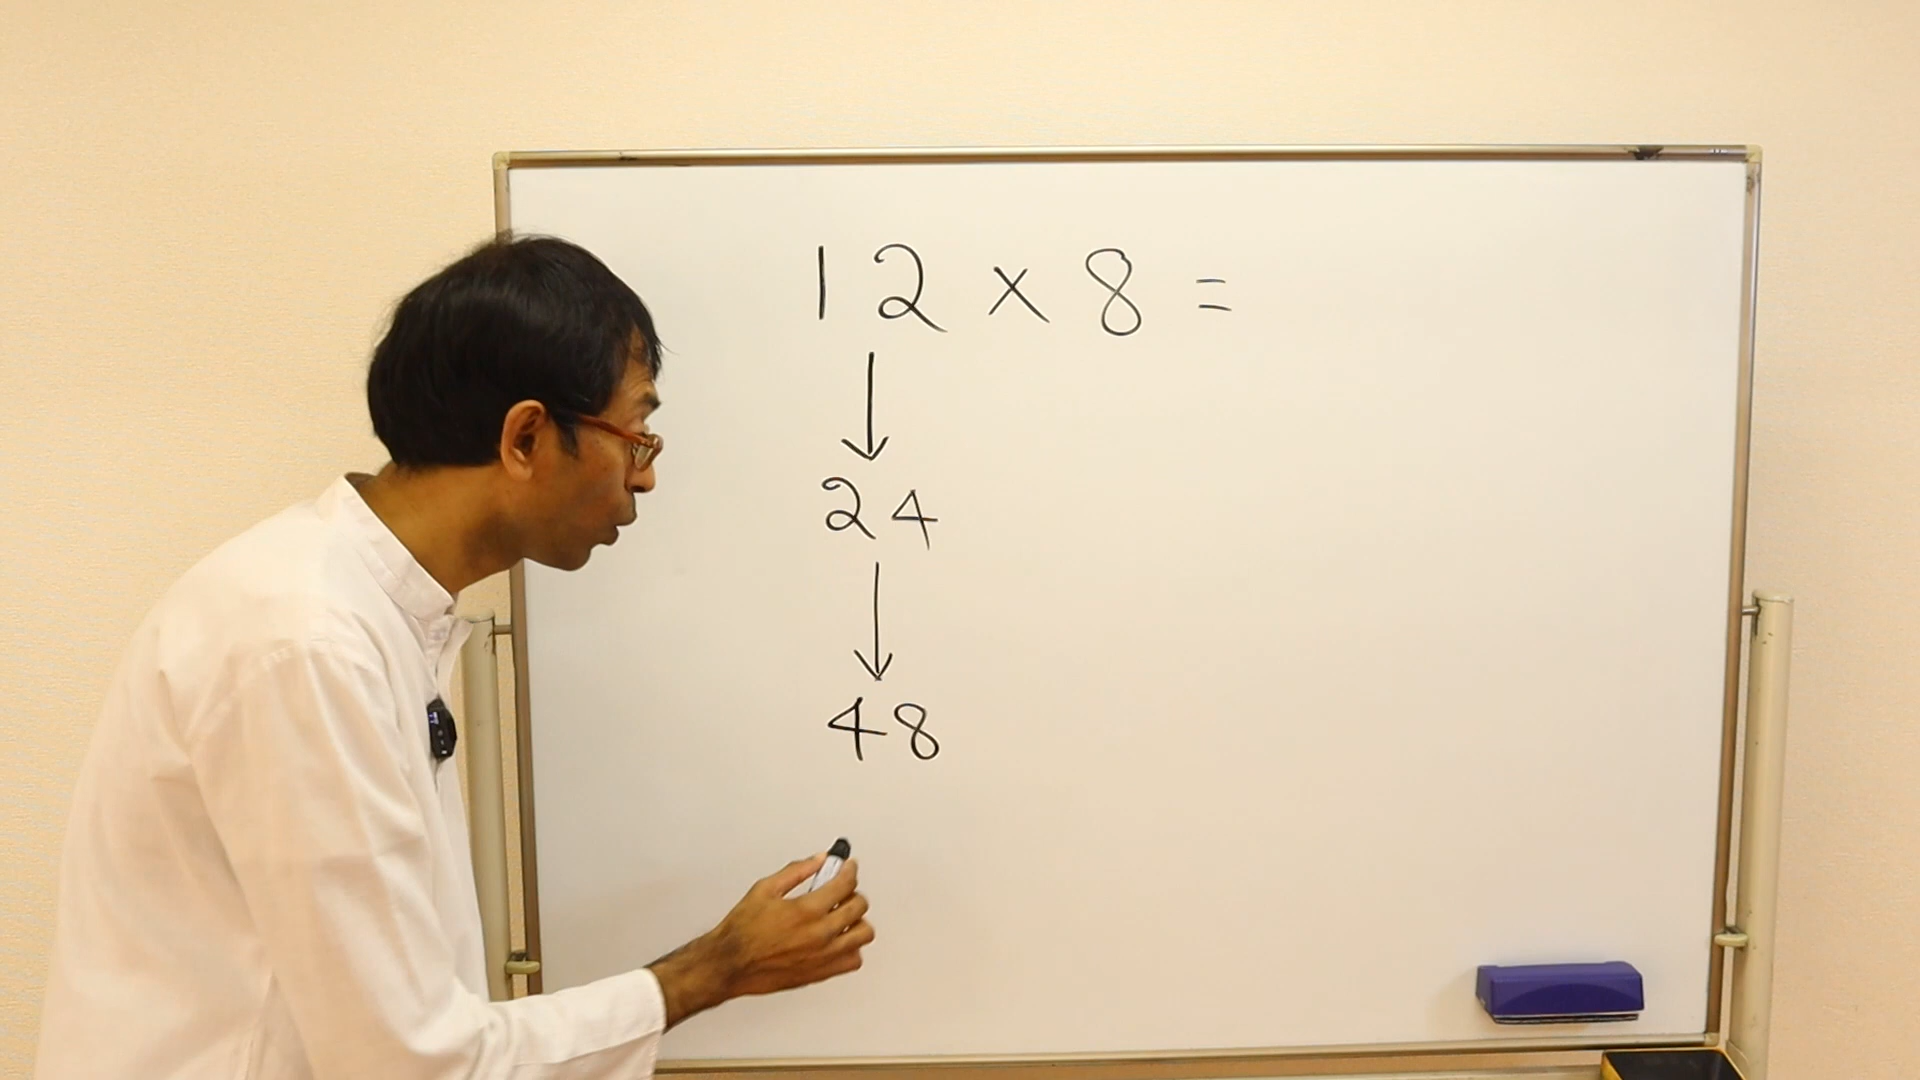 12 × 8 =
↓
24
↓
48